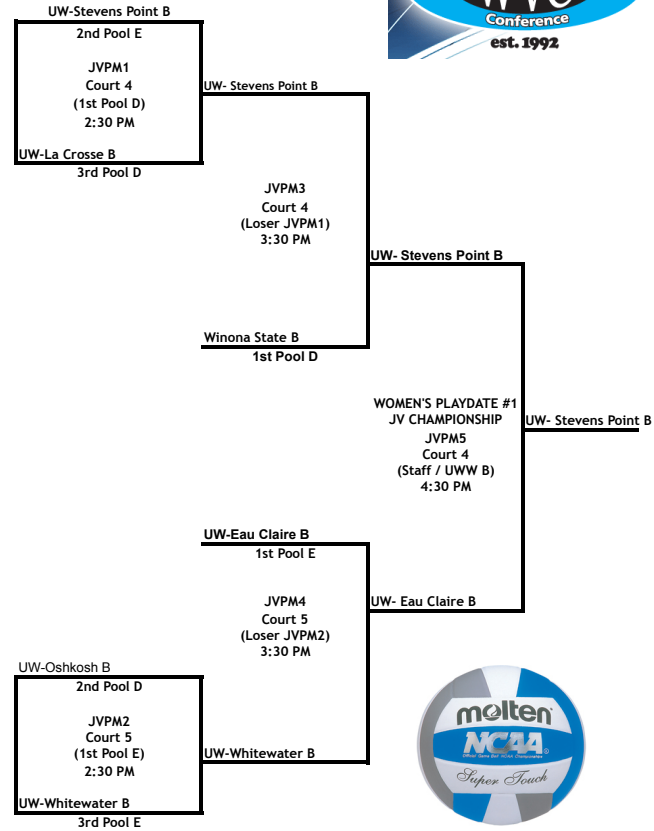 Conference
est. 1992
UW-Stevens Point B
2nd Pool E
JVPM1
Court 4
(1st Pool D)
2:30 PM
UW- Stevens Point B
UW-La Crosse B
3rd Pool D
JVPM3
Court 4
(Loser JVPM1)
3:30 PM
UW- Stevens Point B
Winona State B
1st Pool D
WOMEN'S PLAYDATE #1
JV CHAMPIONSHIP
JVPM5
Court 4
(Staff / UWW B)
4:30 PM
UW- Stevens Point B
UW-Eau Claire B
1st Pool E
JVPM4
Court 5
(Loser JVPM2)
3:30 PM
UW- Eau Claire B
UW-Oshkosh B
2nd Pool D
JVPM2
Court 5
(1st Pool E)
2:30 PM
UW-Whitewater B
UW-Whitewater B
3rd Pool E
molten
NCAA
Super Touch